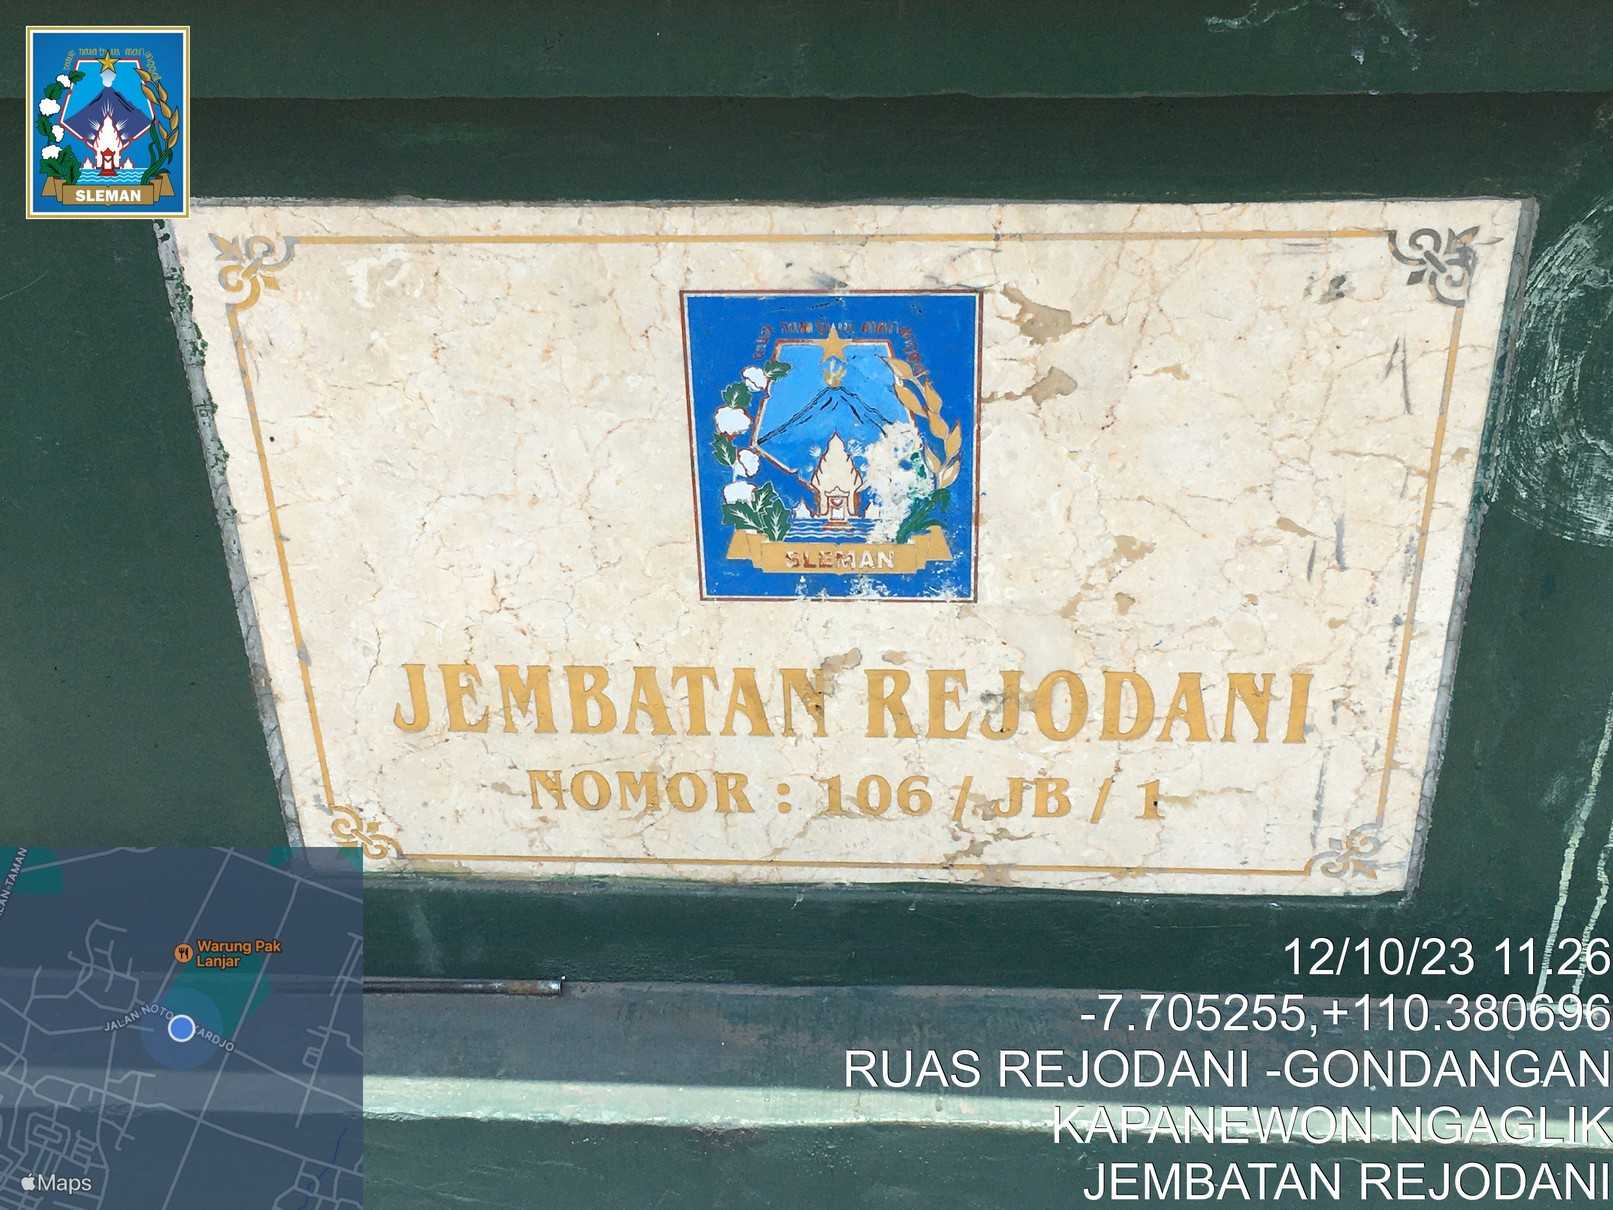 SLEMAN
SLEMAN
JEMBATAN REJODANI
NOMOR : 106 / JB / 1
Warung Pak
Lanjar
Maps
12/10/23 11.26
-7.705255,+110.380696
RUAS REJODANI -GONDANGAN
KAPANEWON NGAGLIK
JEMBATAN REJODANI